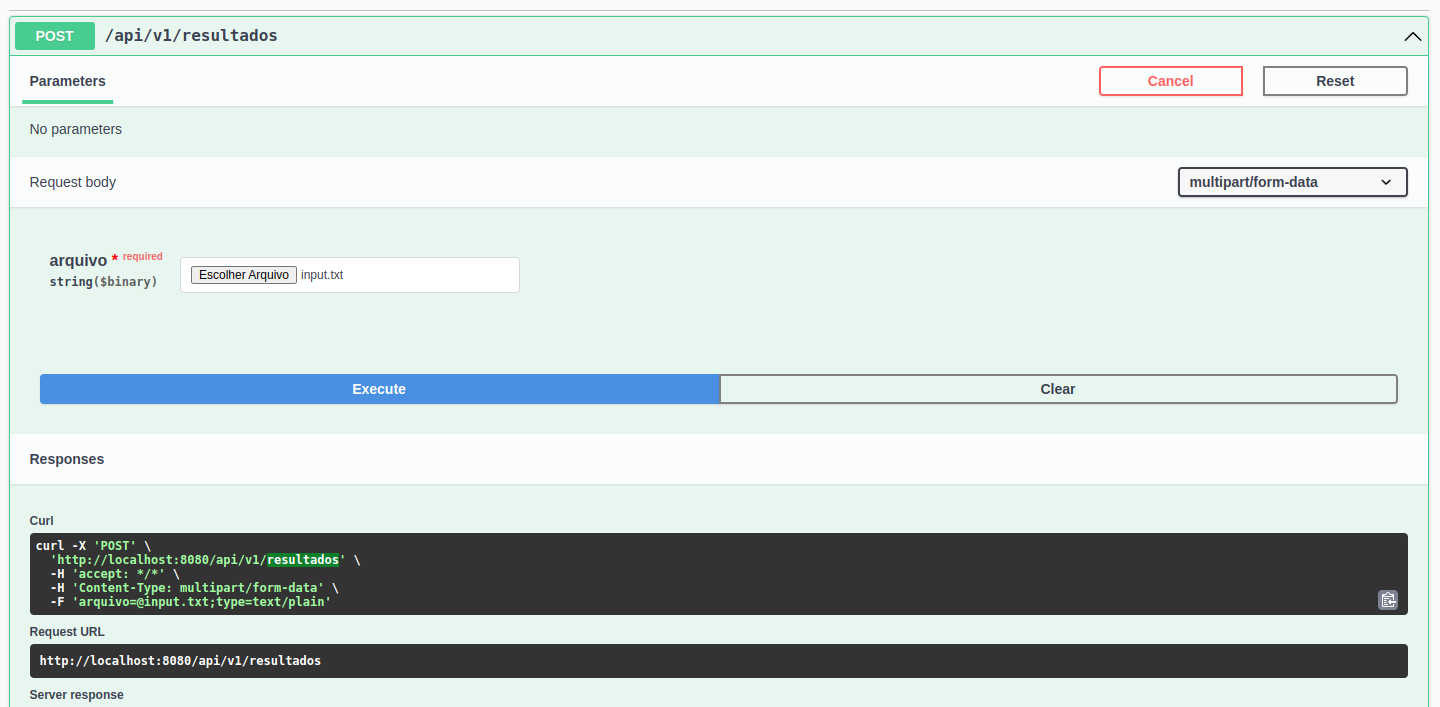 POST /api/v1/resultados
Parameters
Cancel
Reset
No parameters
Request body
multipart/form-data
arquivo * required
string($binary)
Escolher Arquivo input.txt
Execute
Clear
Responses
Curl
curl -X 'POST' \
  'http://localhost:8080/api/v1/resultados' \
  -H 'accept: */*' \
  -H 'Content-Type: multipart/form-data' \
  -F 'arquivo=@input.txt;type=text/plain'
Request URL
http://localhost:8080/api/v1/resultados
Server response